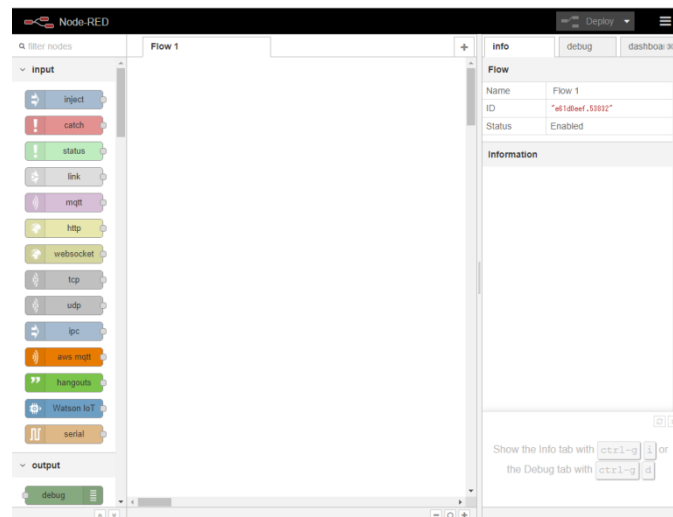 Node-RED
Deploy
filter nodes
Flow 1
info
debug
dashboa
input
inject
catch
status
link
mqtt
http
websocket
tcp
udp
ipc
aws mqtt
hangouts
Watson IoT
serial
output
debug
Flow
Name Flow 1
ID "e61d0eef.53832"
Status Enabled
Information
Show the Info tab with ctrl-g i or
the Debug tab with ctrl-g d